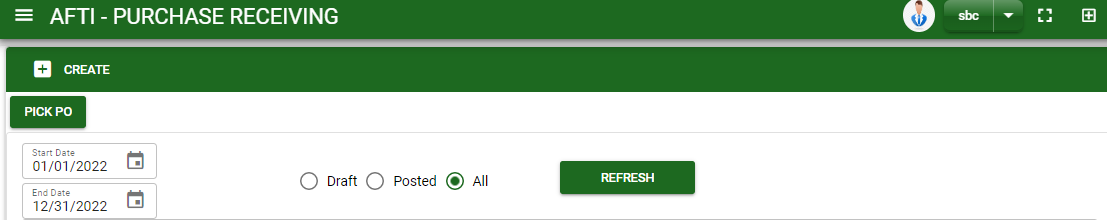 AFTI - PURCHASE RECEIVING
sbc
CREATE
PICK PO
Start Date
01/01/2022
Draft Posted All
REFRESH
End Date
12/31/2022